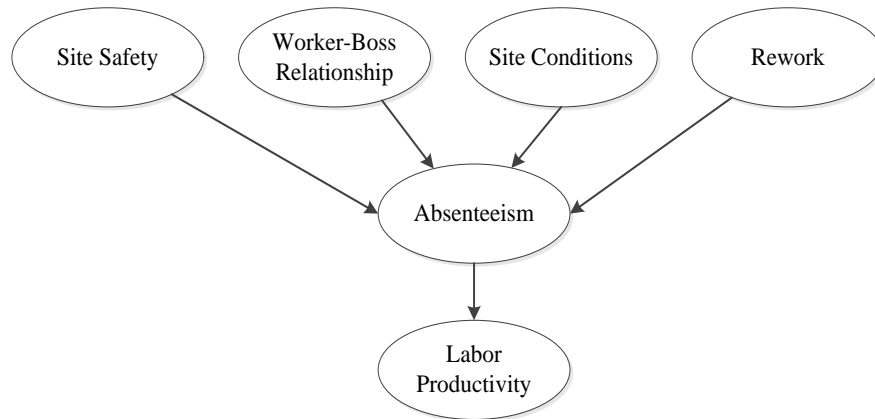 Site Safety
Worker-Boss
Relationship
Site Conditions
Rework
Absenteeism
Labor
Productivity